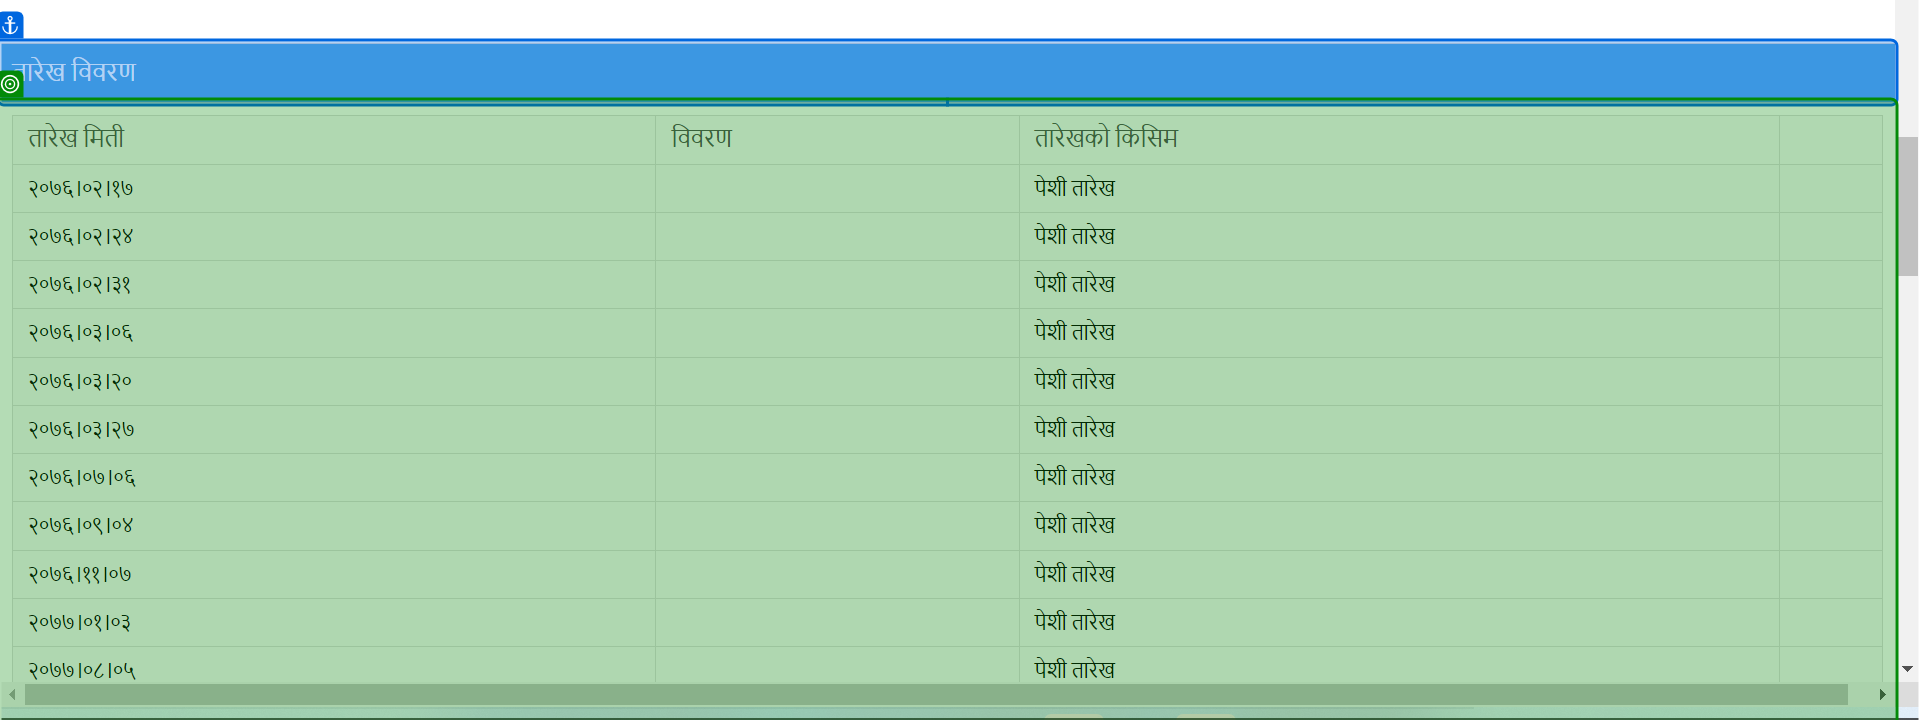 तारेख विवरण
तारेख मिती विवरण तारेखको किसिम
२०७६।०२।१७ पेशी तारेख
२०७६।०२।२४ पेशी तारेख
२०७६।०२।३१ पेशी तारेख
२०७६।०३।०६ पेशी तारेख
२०७६।०३।२० पेशी तारेख
२०७६।०३।२७ पेशी तारेख
२०७६।०७।०६ पेशी तारेख
२०७६।०९।०४ पेशी तारेख
२०७६।११।०७ पेशी तारेख
२०७७।०१।०३ पेशी तारेख
२०७७।०८।०५ पेशी तारेख